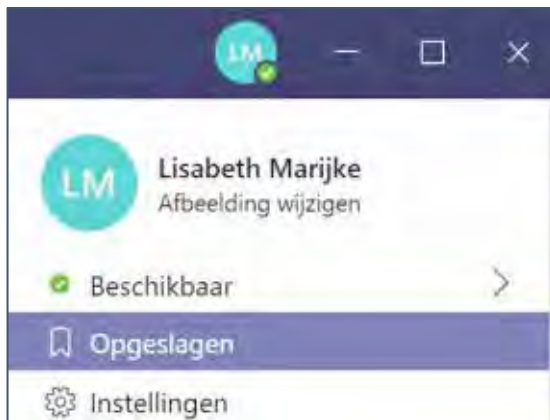 LM
LM
Lisabeth Marijke
Afbeelding wijzigen
Beschikbaar
Opgeslagen
Instellingen